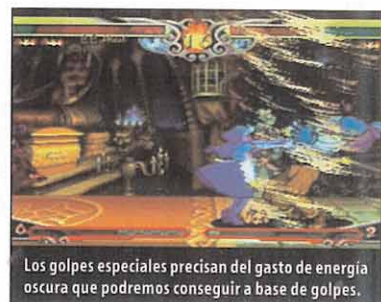 Los golpes especiales precisan del gasto de energía
oscura que podremos conseguir a base de golpes.